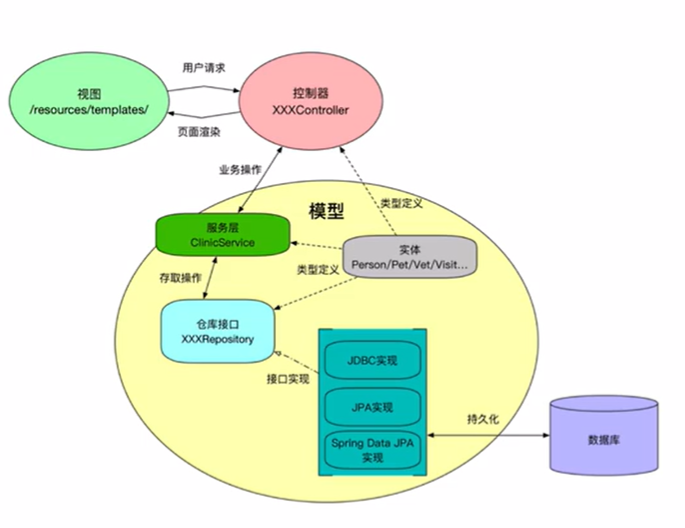 用户请求
视图
/resources/templates/
控制器
XXXController
页面渲染
业务操作
类型定义
模型
服务层
ClinicService
实体
Person/Pet/Vet/Visit...
类型定义
存取操作
仓库接口
XXXRepository
JDBC实现
接口实现
JPA实现
持久化
Spring Data JPA
实现
数据库